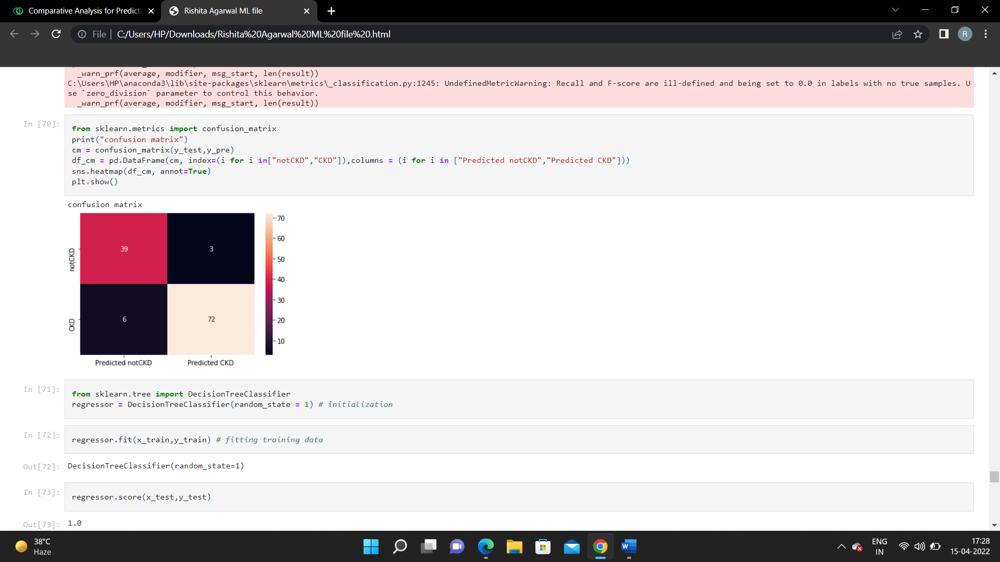 Comparative Analysis for Predicti
Rishita Agarwal ML file
File
C:/Users/HP/Downloads/Rishita%20Agarwal%20ML%20file%20.html
R
_warn_prf(average, modifier, msg_start, len(result))
C:\Users\HP\anaconda3\lib\site-packages\sklearn\metrics\_classification.py:1245: UndefinedMetricWarning: Recall and F-score are ill-defined and being set to 0.0 in labels with no true samples. U
se `zero_division` parameter to control this behavior.
_warn_prf(average, modifier, msg_start, len(result))
In [70]:
from sklearn.metrics import confusion_matrix
print("confusion matrix")
cm = confusion_matrix(y_test,y_pre)
df_cm = pd.DataFrame(cm, index=(i for i in["notCKD","CKD"]),columns = (i for i in ["Predicted notCKD","Predicted CKD"]))
sns.heatmap(df_cm, annot=True)
plt.show()
confusion matrix
notCKD
39
3
CKD
6
72
Predicted notCKD
Predicted CKD
70
60
50
40
30
20
10
In [71]:
from sklearn.tree import DecisionTreeClassifier
regressor = DecisionTreeClassifier(random_state = 1) # initialization
In [72]:
regressor.fit(x_train,y_train) # fitting training data
Out[72]:
DecisionTreeClassifier(random_state=1)
In [73]:
regressor.score(x_test,y_test)
Out[73]:
1.0
38°C
Haze
W
ENG
IN
17:28
15-04-2022